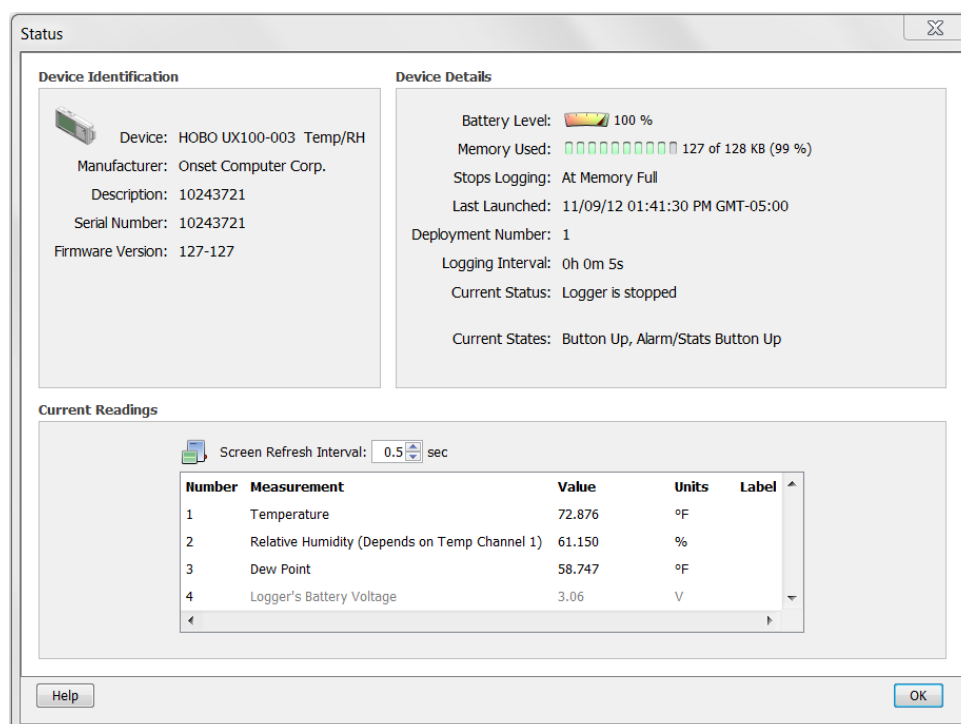 Status
Device Identification
Device: HOBO UX100-003 Temp/RH
Manufacturer: Onset Computer Corp.
Description: 10243721
Serial Number: 10243721
Firmware Version: 127-127
Device Details
Battery Level: 100 %
Memory Used: 127 of 128 KB (99 %)
Stops Logging: At Memory Full
Last Launched: 11/09/12 01:41:30 PM GMT-05:00
Deployment Number: 1
Logging Interval: 0h 0m 5s
Current Status: Logger is stopped
Current States: Button Up, Alarm/Stats Button Up
Current Readings
Screen Refresh Interval: 0.5 sec
Number Measurement Value Units Label
1 Temperature 72.876 ºF
2 Relative Humidity (Depends on Temp Channel 1) 61.150 %
3 Dew Point 58.747 ºF
4 Logger's Battery Voltage 3.06 V
Help OK